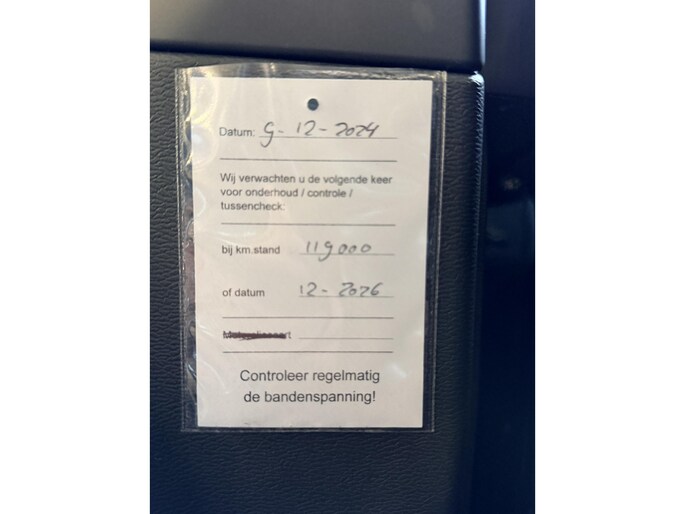 Datum: 9-12-2024
Wij verwachten u de volgende keer
voor onderhoud / controle /
tussencheck:
bij km.stand 119000
of datum 12-2026
Controleer regelmatig
de bandenspanning!